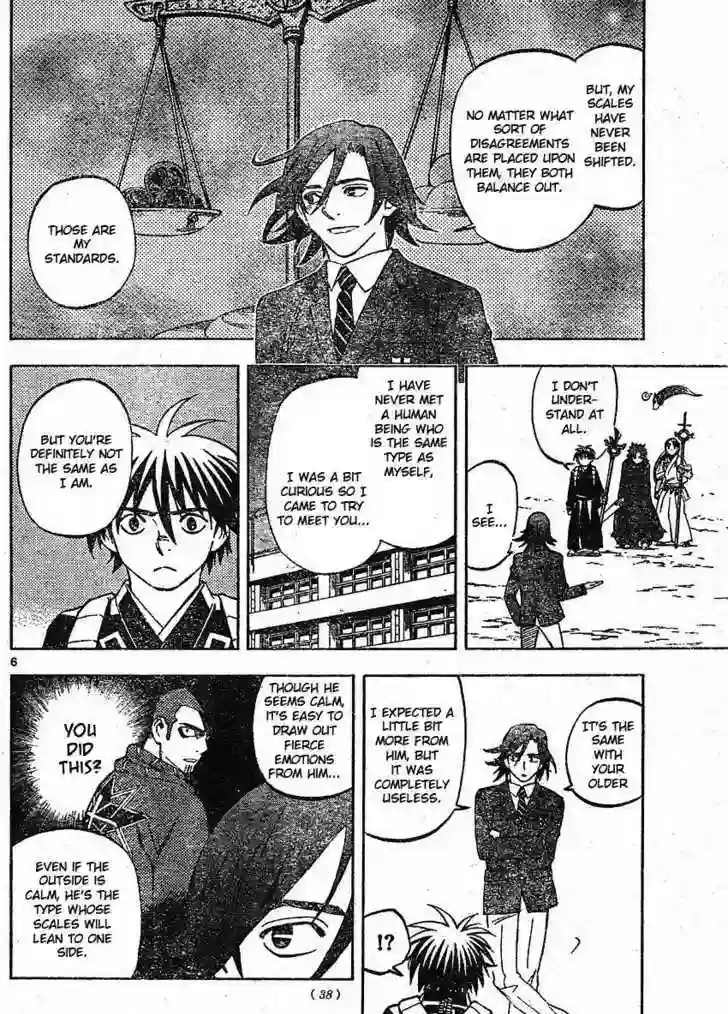 BUT, MY
SCALES
HAVE
NEVER
BEEN
SHIFTED.
NO MATTER WHAT
SORT OF
DISAGREEMENTS
ARE PLACED UPON
THEM, THEY BOTH
BALANCE OUT.
THOSE ARE
MY
STANDARDS.
I DON'T
UNDER-
STAND AT
ALL.
I
SEE...
I HAVE
NEVER MET
A HUMAN
BEING WHO
IS THE SAME
TYPE AS
MYSELF,
I WAS A BIT
CURIOUS SO I
CAME TO TRY
TO MEET YOU...
BUT YOU'RE
DEFINITELY NOT
THE SAME AS
I AM.
6
IT'S THE
SAME WITH
YOUR
OLDER
I EXPECTED A
LITTLE BIT
MORE FROM
HIM, BUT
IT WAS
COMPLETELY
USELESS.
!?
THOUGH HE
SEEMS CALM,
IT'S EASY TO
DRAW OUT
FIERCE
EMOTIONS
FROM HIM...
YOU
DID
THIS?
EVEN IF THE
OUTSIDE IS
CALM, HE'S THE
TYPE WHOSE
SCALES WILL
LEAN TO ONE
SIDE.
(38)